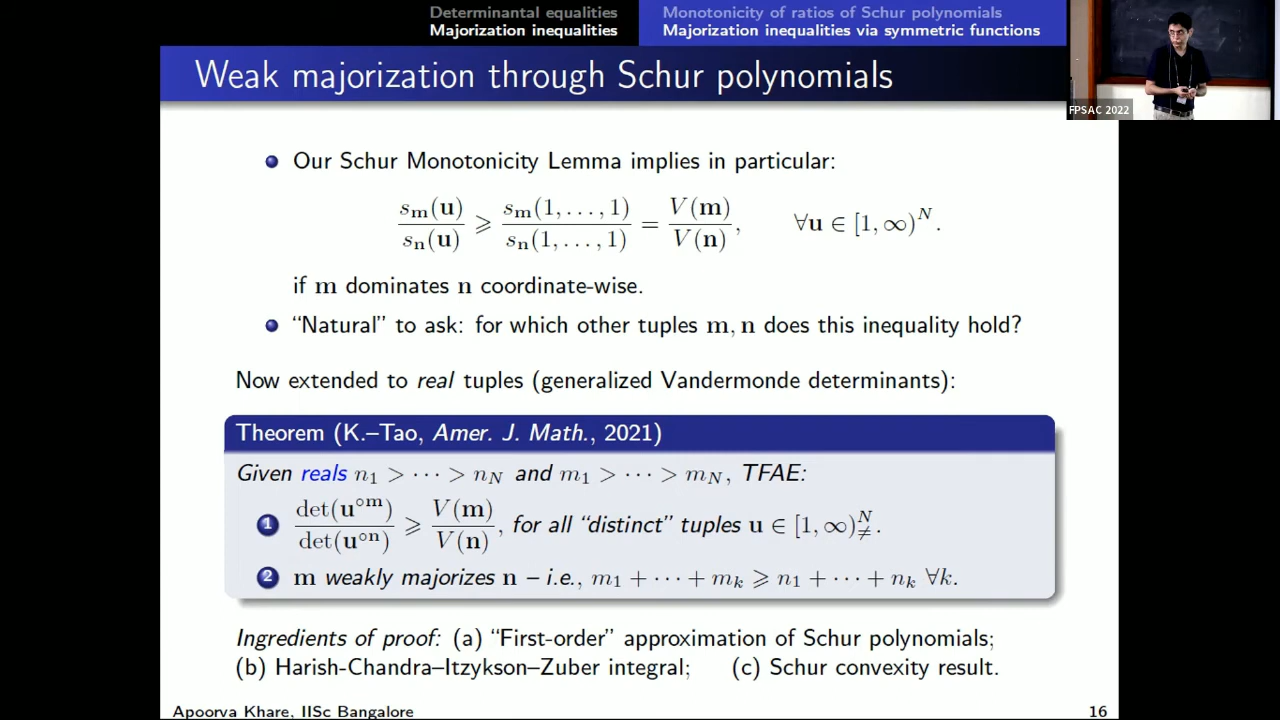 Determinantal equalities
Majorization inequalities
Monotonicity of ratios of Schur polynomials
Majorization inequalities via symmetric functions
FPSAC 2022
Weak majorization through Schur polynomials
Our Schur Monotonicity Lemma implies in particular:
s_𝐦(𝐮)/s_𝐧(𝐮) ⩾ s_𝐦(1, . . . , 1)/s_𝐧(1, . . . , 1) = V(𝐦)/V(𝐧), ∀𝐮 ∈ [1, ∞)^N.
if 𝐦 dominates 𝐧 coordinate-wise.
“Natural” to ask: for which other tuples 𝐦, 𝐧 does this inequality hold?
Now extended to real tuples (generalized Vandermonde determinants):
Theorem (K.–Tao, Amer. J. Math., 2021)
Given reals n_1 > ··· > n_N and m_1 > ··· > m_N, TFAE:
1 det(𝐮^{∘𝐦})/det(𝐮^{∘𝐧}) ⩾ V(𝐦)/V(𝐧), for all “distinct” tuples 𝐮 ∈ [1, ∞)^N_≠.
2 𝐦 weakly majorizes 𝐧 – i.e., m_1 + ··· + m_k ⩾ n_1 + ··· + n_k ∀k.
Ingredients of proof: (a) “First-order” approximation of Schur polynomials;
(b) Harish-Chandra–Itzykson–Zuber integral; (c) Schur convexity result.
Apoorva Khare, IISc Bangalore
16